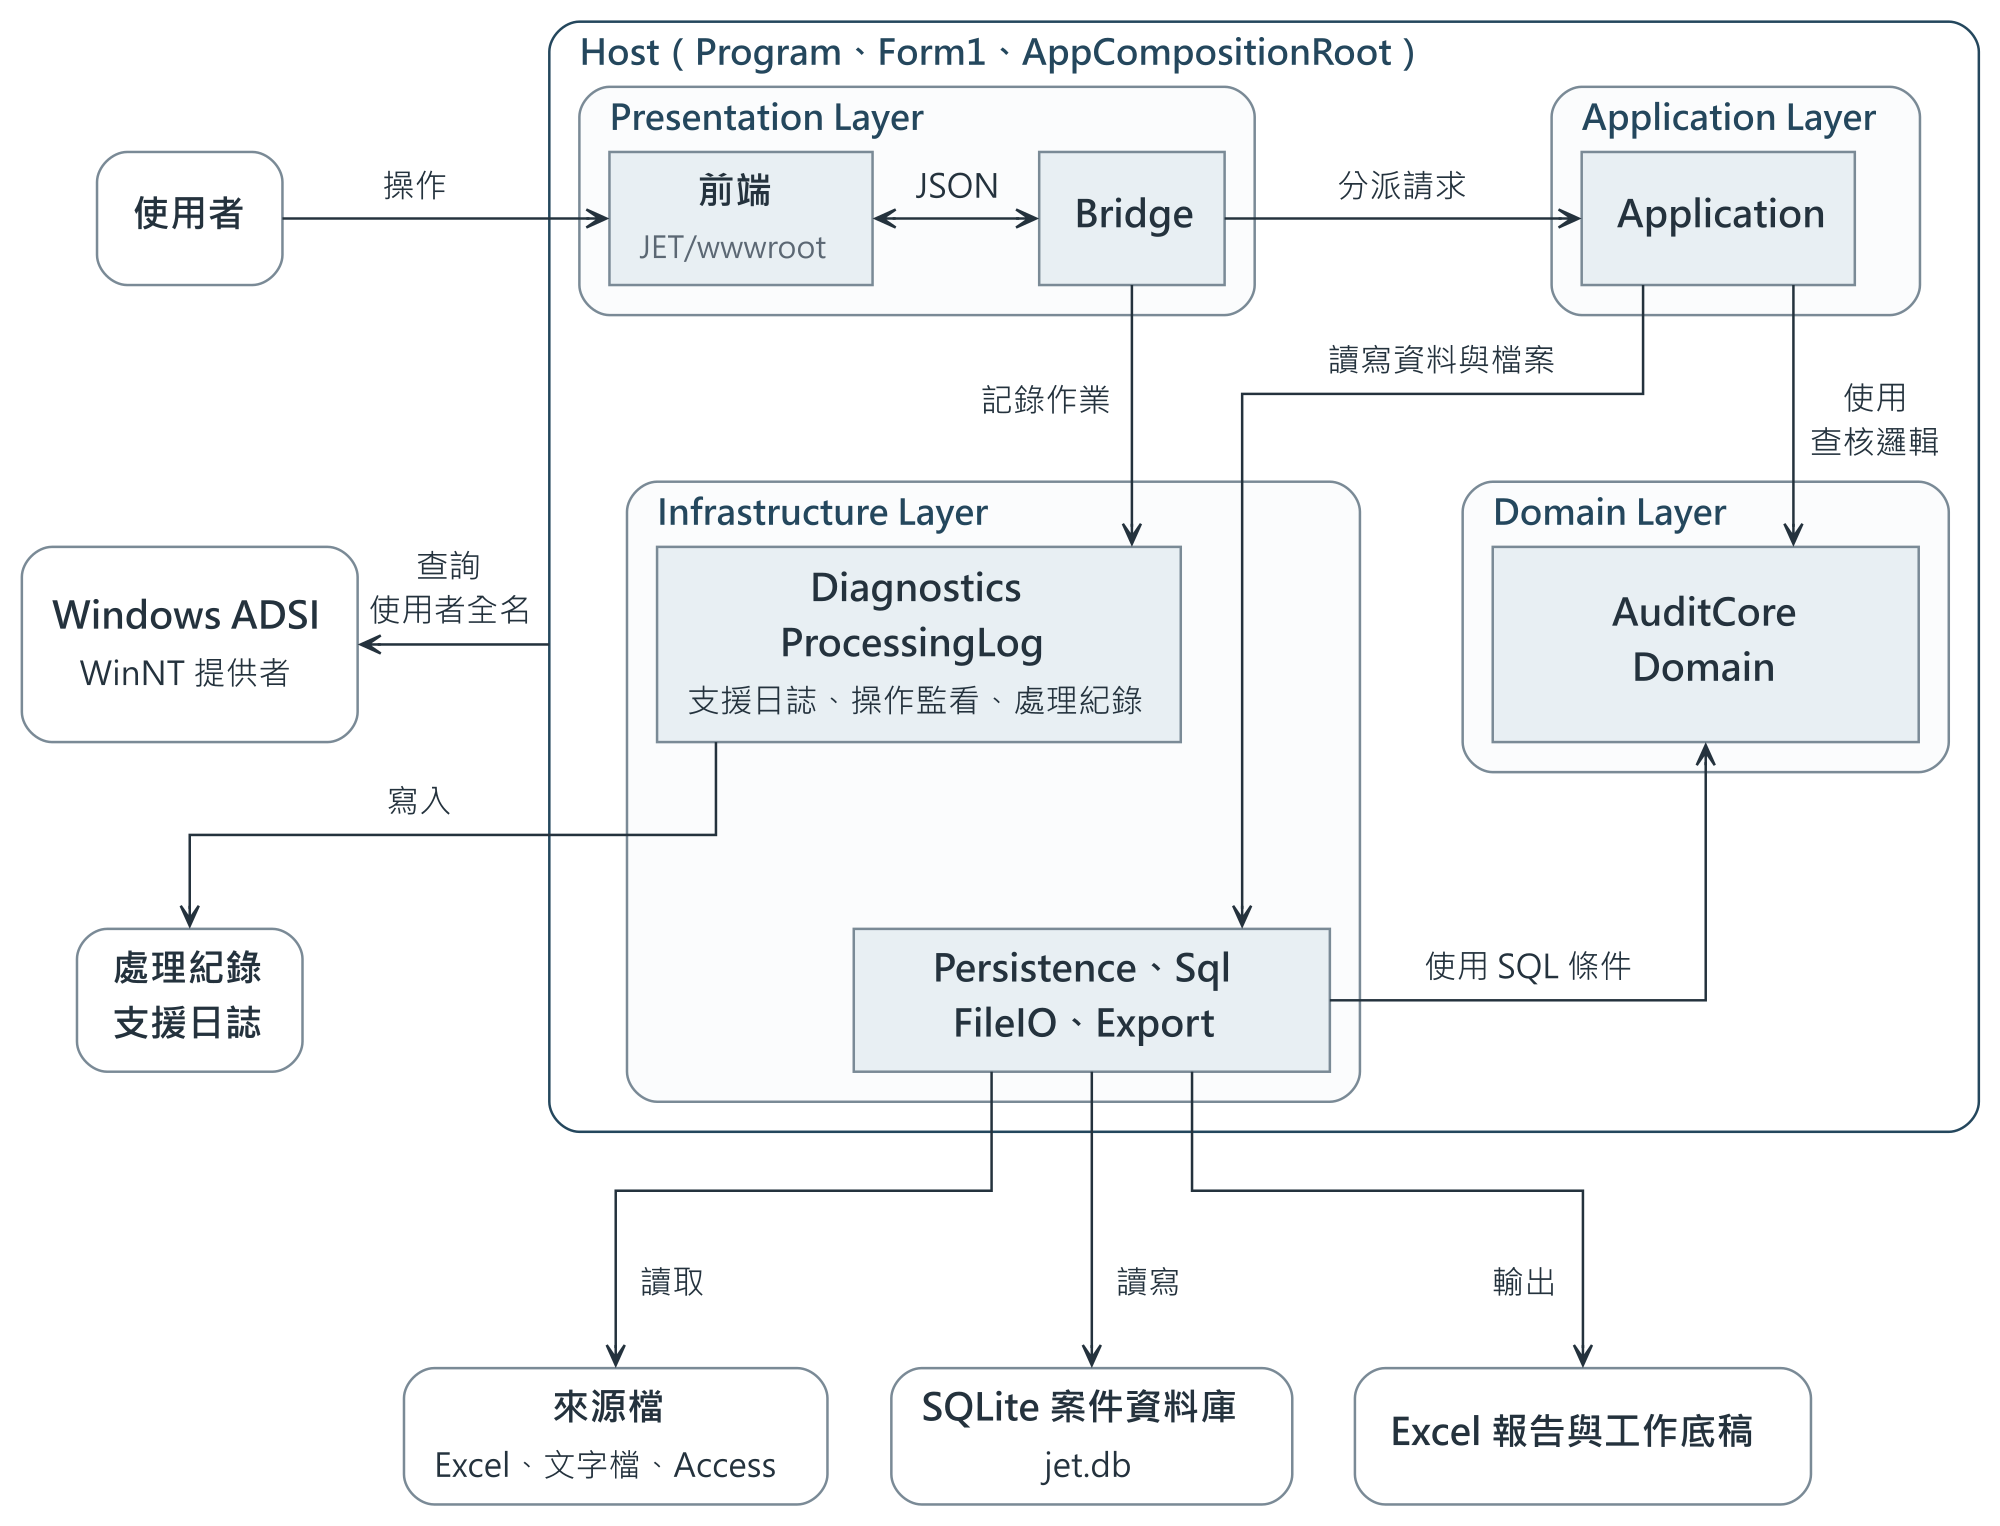 Host（Program、Form1、AppCompositionRoot）
Presentation Layer
Application Layer
使用者
操作
前端
JET/wwwroot
JSON
Bridge
分派請求
Application
讀寫資料與檔案
記錄作業
使用
查核邏輯
Infrastructure Layer
Domain Layer
Windows ADSI
WinNT 提供者
查詢
使用者全名
Diagnostics
ProcessingLog
支援日誌、操作監看、處理紀錄
AuditCore
Domain
寫入
處理紀錄
支援日誌
Persistence、Sql
FileIO、Export
使用 SQL 條件
讀取
讀寫
輸出
來源檔
Excel、文字檔、Access
SQLite 案件資料庫
jet.db
Excel 報告與工作底稿